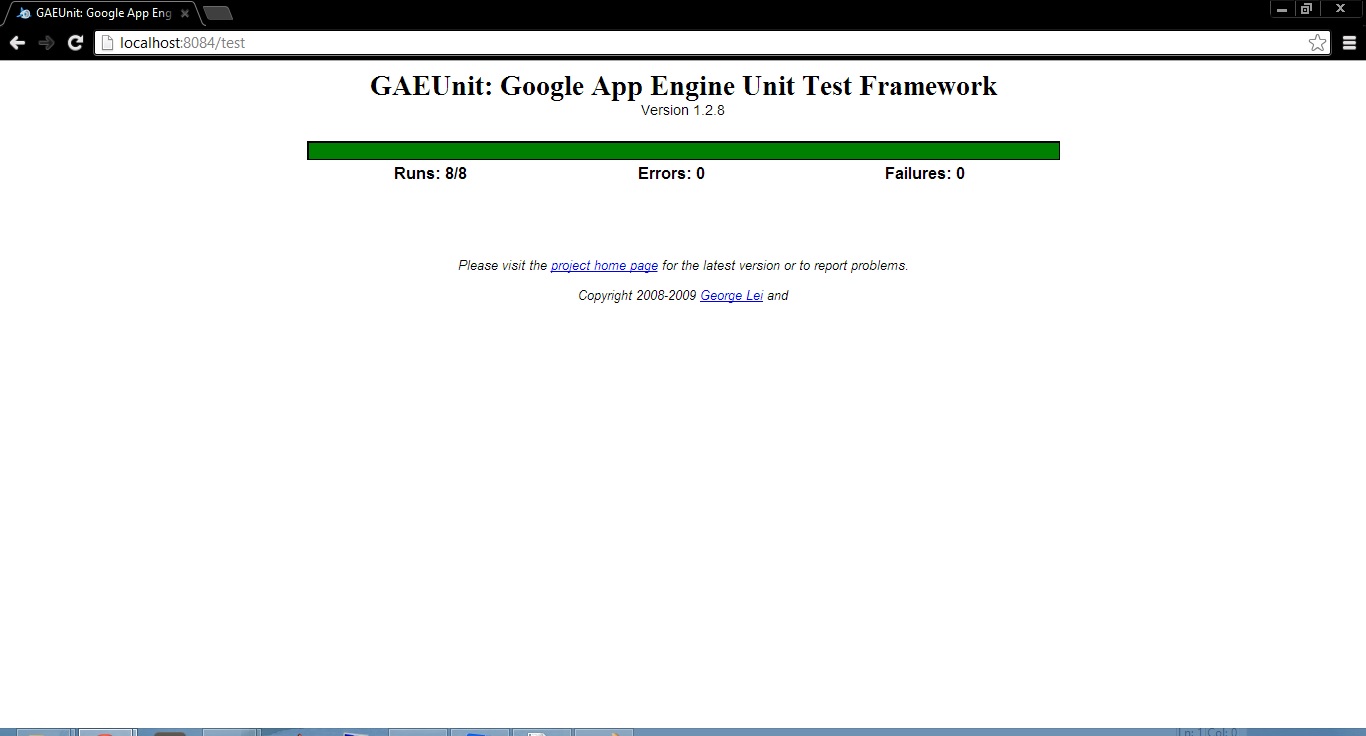 GAEUnit: Google App Eng
localhost:8084/test
GAEUnit: Google App Engine Unit Test Framework
Version 1.2.8
Runs: 8/8 Errors: 0 Failures: 0
Please visit the project home page for the latest version or to report problems.
Copyright 2008-2009 George Lei and
Ln: 1 Col: 0